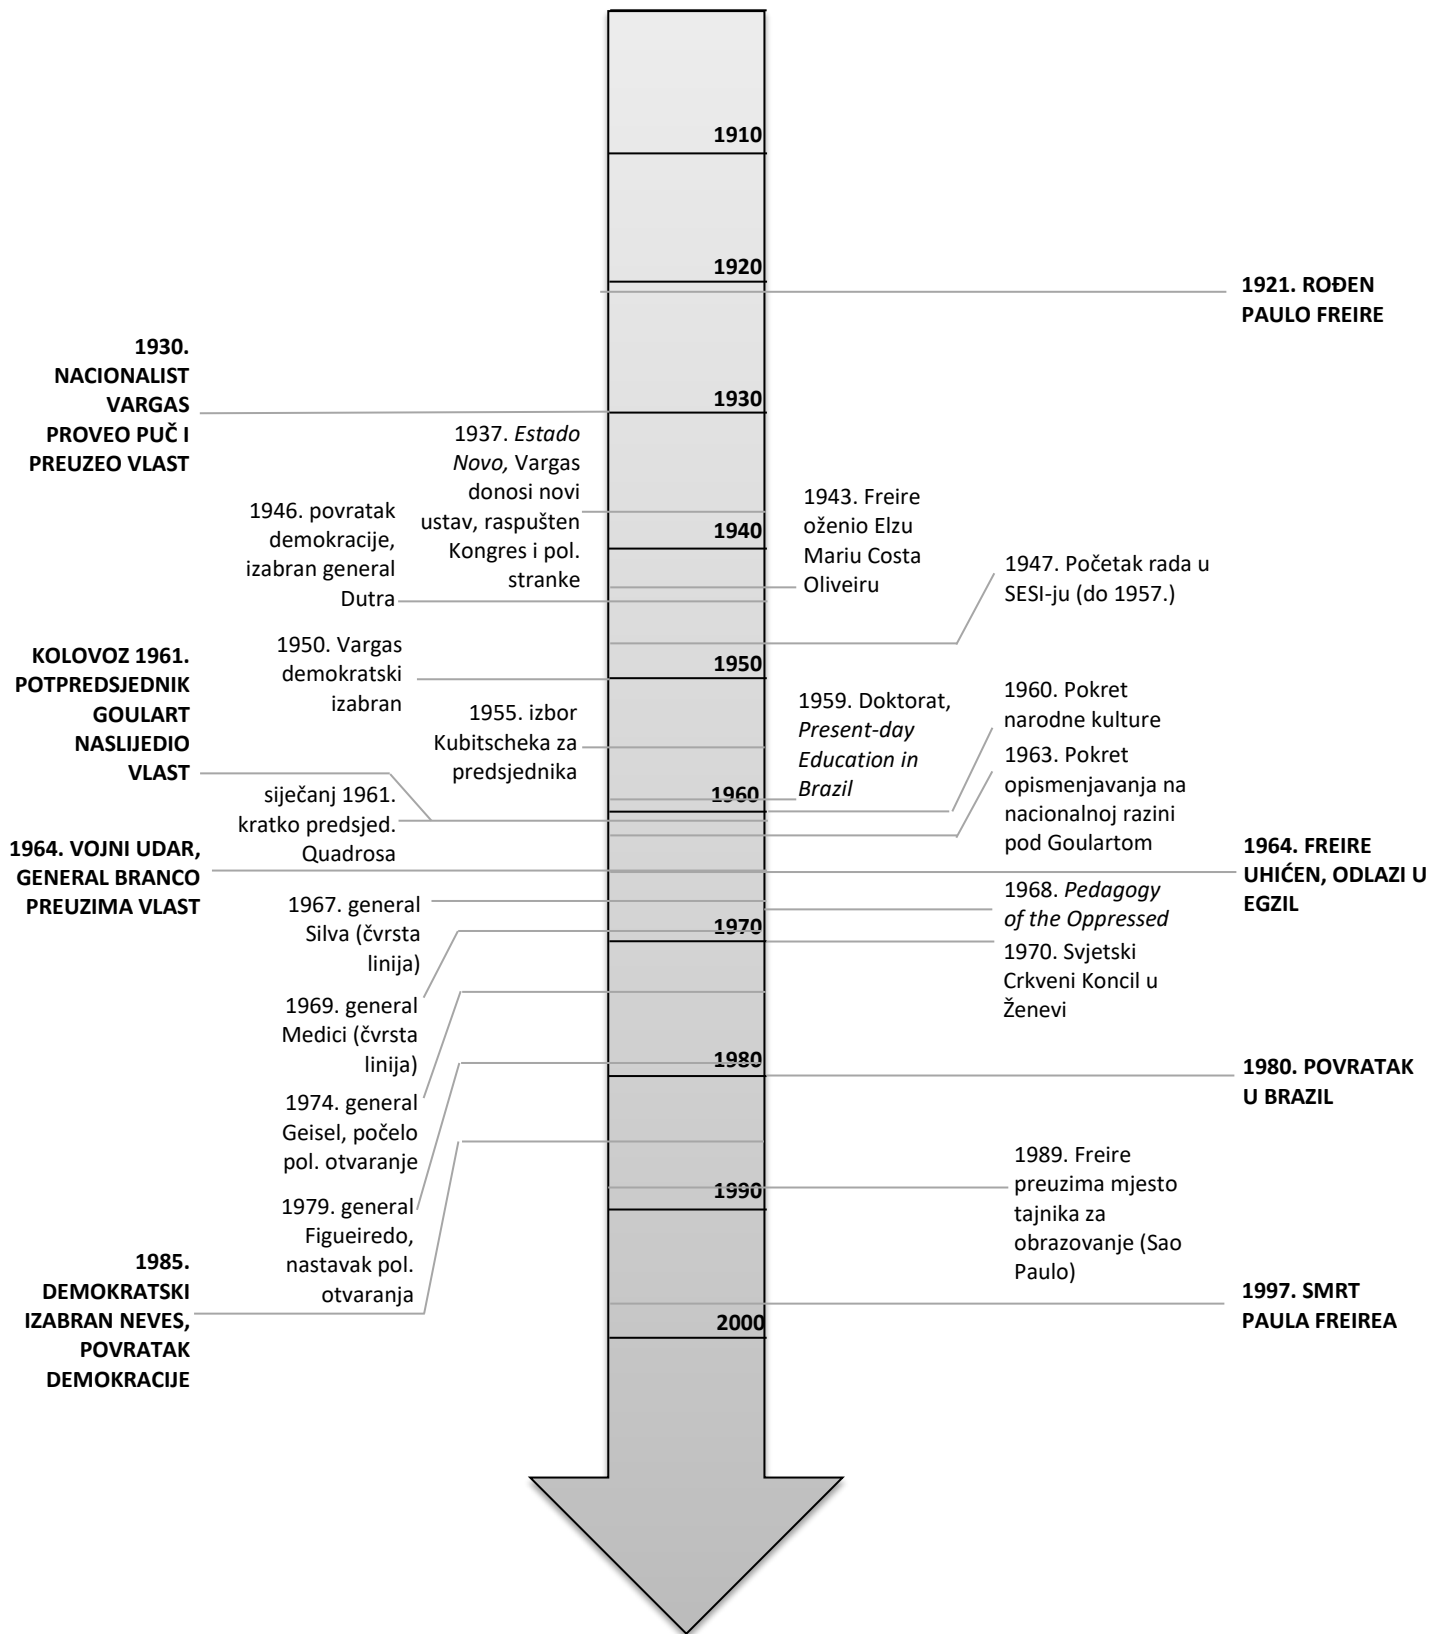 1910
1920
1921. ROĐEN
PAULO FREIRE
1930.
NACIONALIST
VARGAS
PROVEO PUČ I
PREUZEO VLAST
1930
1937. Estado
Novo, Vargas
donosi novi
ustav, raspušten
Kongres i pol.
stranke
1946. povratak
demokracije,
izabran general
Dutra
1940
1943. Freire
oženio Elzu
Mariu Costa
Oliveiru
1947. Početak rada u
SESI-ju (do 1957.)
KOLOVOZ 1961.
POTPREDSJEDNIK
GOULART
NASLIJEDIO
VLAST
1950. Vargas
demokratski
izabran
1950
1955. izbor
Kubitscheka za
predsjednika
1959. Doktorat,
Present-day
Education in
Brazil
1960. Pokret
narodne kulture
1963. Pokret
opismenjavanja na
nacionalnoj razini
pod Goulartom
1960
siječanj 1961.
kratko predsjed.
Quadrosa
1964. VOJNI UDAR,
GENERAL BRANCO
PREUZIMA VLAST
1964. FREIRE
UHIĆEN, ODLAZI U
EGZIL
1967. general
Silva (čvrsta
linija)
1968. Pedagogy
of the Oppressed
1970
1970. Svjetski
Crkveni Koncil u
Ženevi
1969. general
Medici (čvrsta
linija)
1980
1980. POVRATAK
U BRAZIL
1974. general
Geisel, počelo
pol. otvaranje
1979. general
Figueiredo,
nastavak pol.
otvaranja
1989. Freire
preuzima mjesto
tajnika za
obrazovanje (Sao
Paulo)
1990
1985.
DEMOKRATSKI
IZABRAN NEVES,
POVRATAK
DEMOKRACIJE
1997. SMRT
PAULA FREIREA
2000